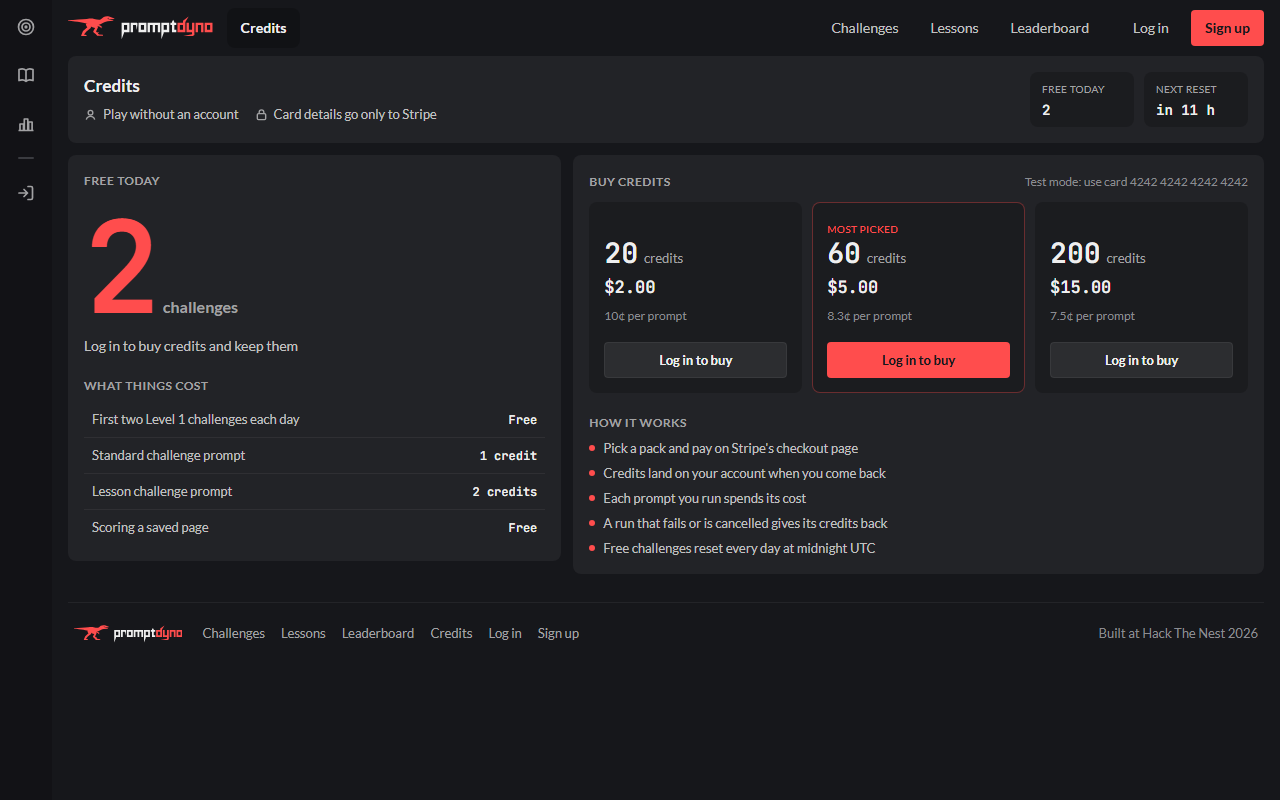 promptdyno
Credits
Challenges
Lessons
Leaderboard
Log in
Sign up
Credits
Play without an account
Card details go only to Stripe
FREE TODAY
2
NEXT RESET
in 11 h
FREE TODAY
2 challenges
Log in to buy credits and keep them
WHAT THINGS COST
First two Level 1 challenges each day Free
Standard challenge prompt 1 credit
Lesson challenge prompt 2 credits
Scoring a saved page Free
BUY CREDITS
Test mode: use card 4242 4242 4242 4242
20 credits
$2.00
10¢ per prompt
Log in to buy
MOST PICKED
60 credits
$5.00
8.3¢ per prompt
Log in to buy
200 credits
$15.00
7.5¢ per prompt
Log in to buy
HOW IT WORKS
Pick a pack and pay on Stripe's checkout page
Credits land on your account when you come back
Each prompt you run spends its cost
A run that fails or is cancelled gives its credits back
Free challenges reset every day at midnight UTC
promptdyno
Challenges
Lessons
Leaderboard
Credits
Log in
Sign up
Built at Hack The Nest 2026